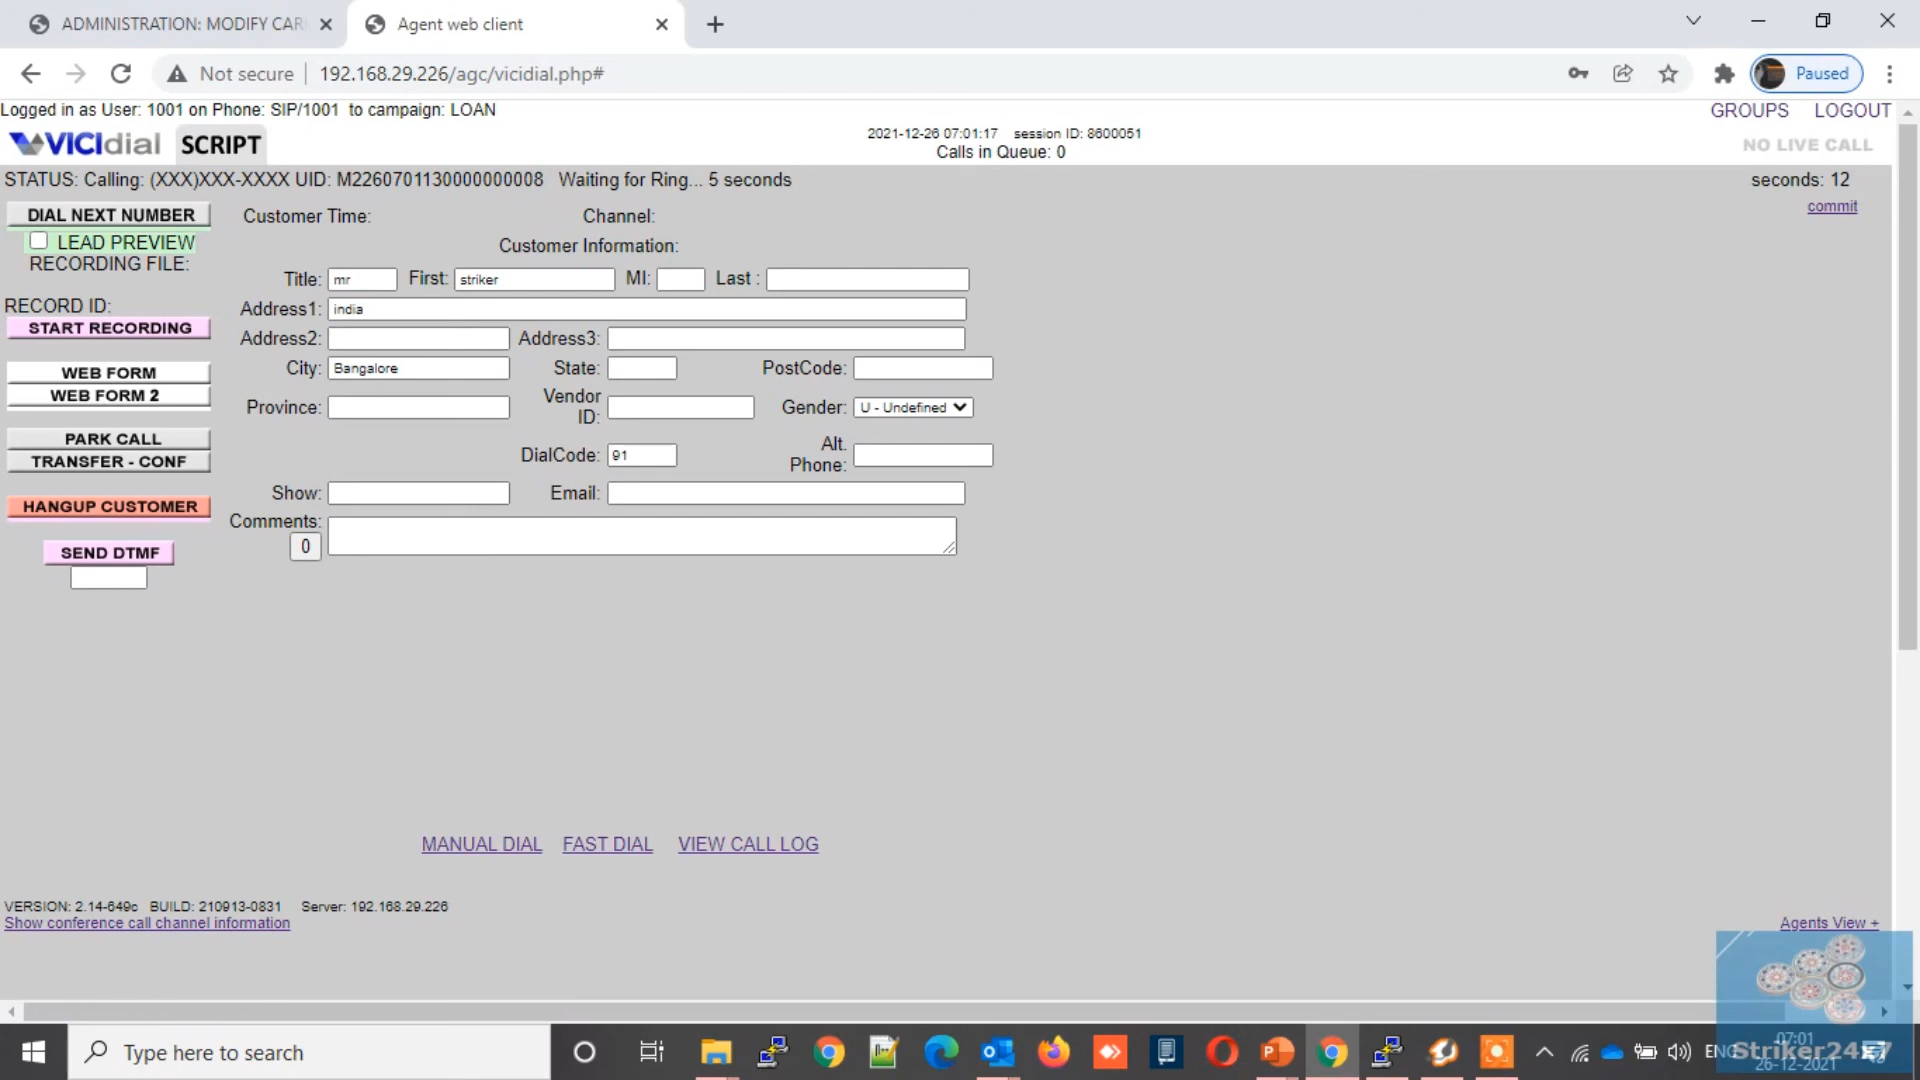 ADMINISTRATION: MODIFY CAR
Agent web client
Not secure
192.168.29.226/agc/vicidial.php#
Paused
Logged in as User: 1001 on Phone: SIP/1001 to campaign: LOAN
GROUPS LOGOUT
VICIdial SCRIPT
2021-12-26 07:01:17 session ID: 8600051
Calls in Queue: 0
NO LIVE CALL
STATUS: Calling: (XXX)XXX-XXXX UID: M2260701130000000008 Waiting for Ring... 5 seconds
seconds: 12
commit
DIAL NEXT NUMBER
LEAD PREVIEW
RECORDING FILE:
RECORD ID:
START RECORDING
WEB FORM
WEB FORM 2
PARK CALL
TRANSFER - CONF
HANGUP CUSTOMER
SEND DTMF
Customer Time: Channel:
Customer Information:
Title: mr First: striker MI: Last :
Address1: india
Address2: Address3:
City: Bangalore State: PostCode:
Province: Vendor ID: Gender: U - Undefined
DialCode: 91 Alt. Phone:
Show: Email:
Comments:
0
MANUAL DIAL FAST DIAL VIEW CALL LOG
VERSION: 2.14-649c BUILD: 210913-0831 Server: 192.168.29.226
Show conference call channel information
Agents View +
Type here to search
07:01
26-12-2021